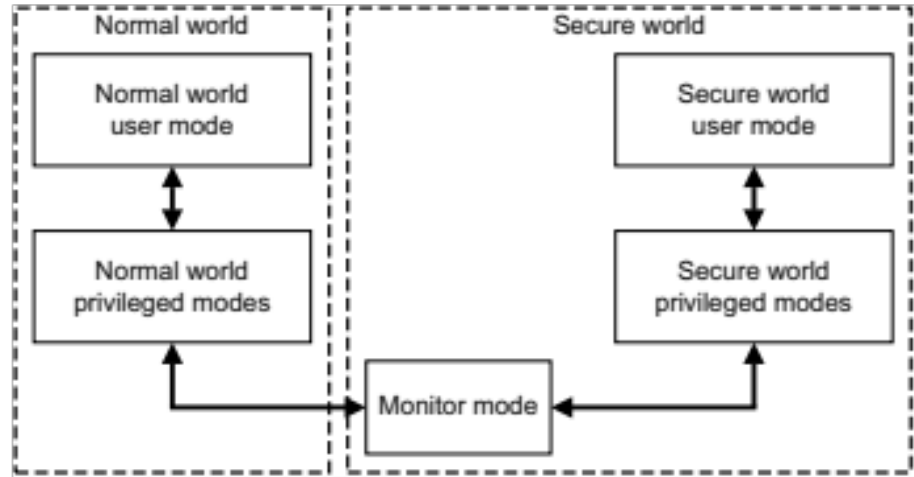 Normal world
Secure world
Normal world
user mode
Secure world
user mode
Normal world
privileged modes
Secure world
privileged modes
Monitor mode